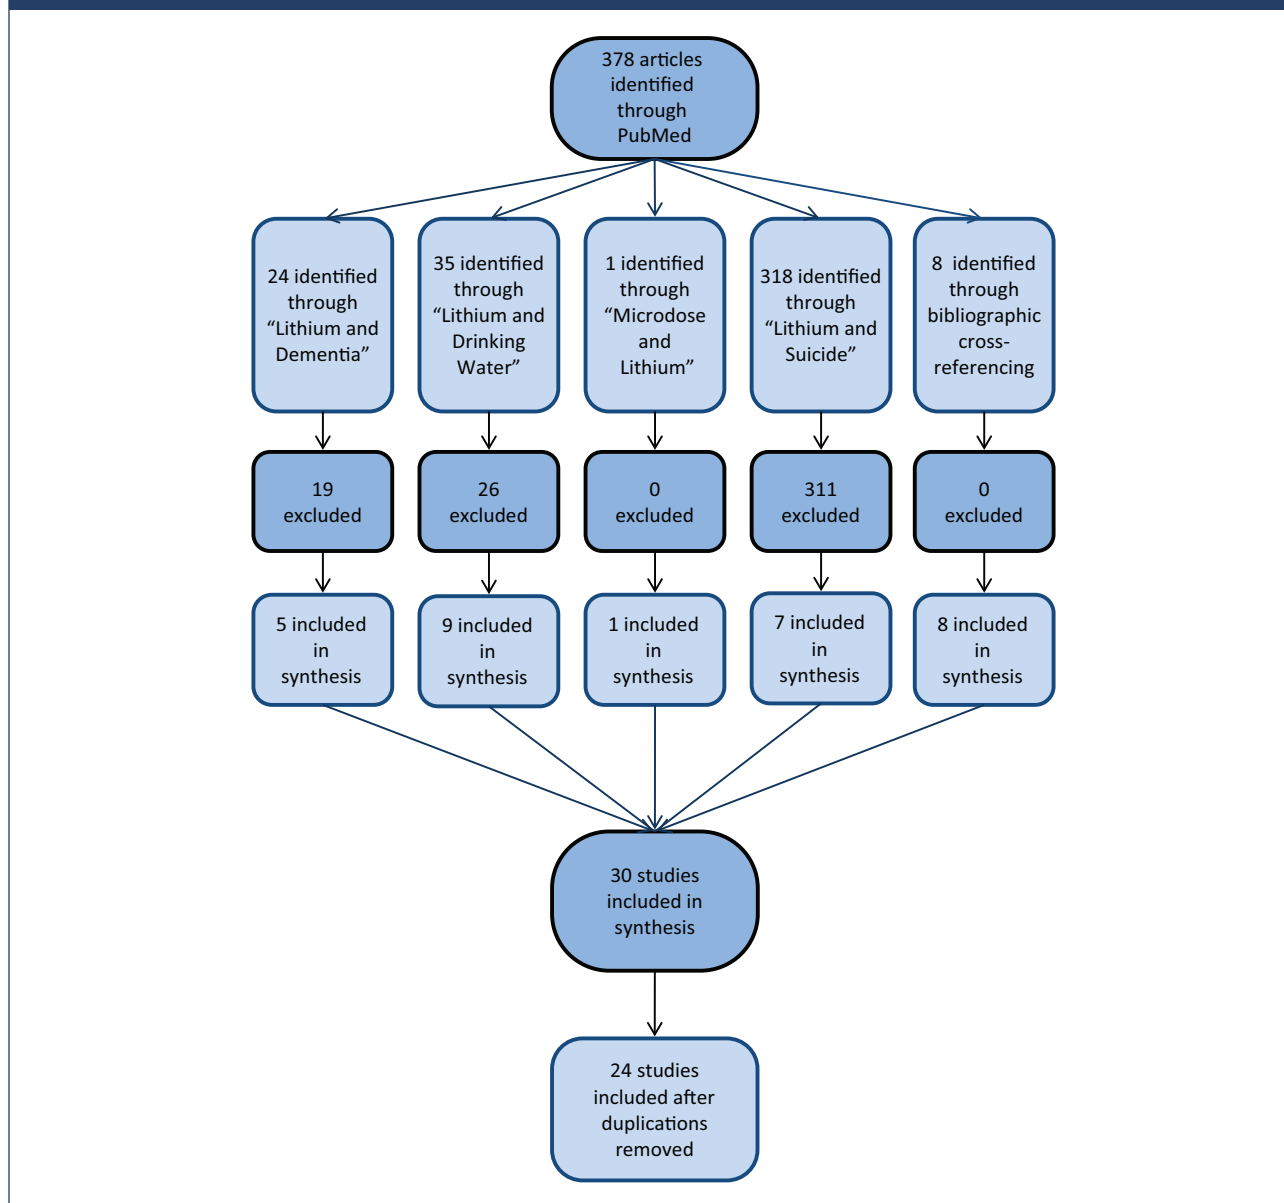 378 articles
identified
through
PubMed
24 identified
through
“Lithium and
Dementia”
35 identified
through
“Lithium and
Drinking
Water”
1 identified
through
“Microdose
and
Lithium”
318 identified
through
“Lithium and
Suicide”
8 identified
through
bibliographic
cross-
referencing
19
excluded
26
excluded
0
excluded
311
excluded
0
excluded
5 included
in
synthesis
9 included
in
synthesis
1 included
in
synthesis
7 included
in
synthesis
8 included
in
synthesis
30 studies
included in
synthesis
24 studies
included after
duplications
removed